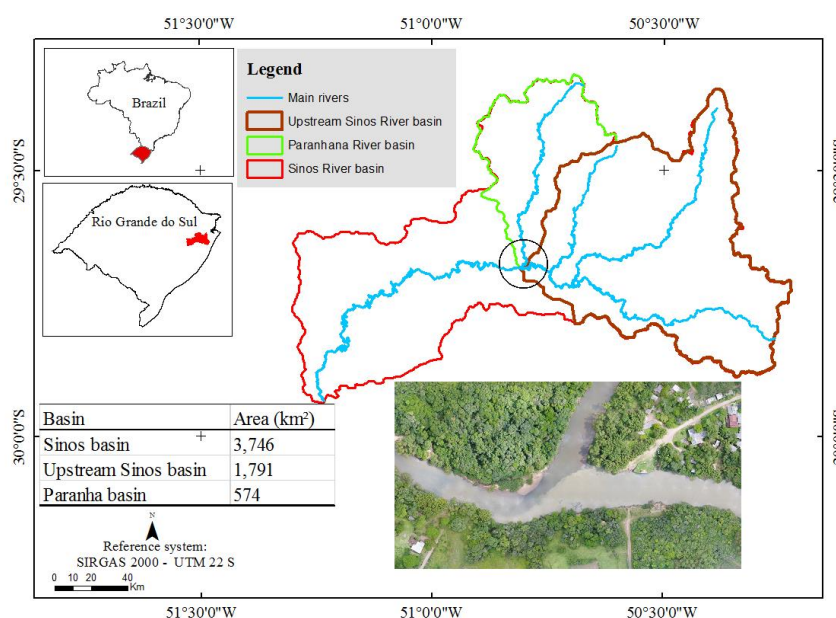 51°30'0"W 51°0'0"W 50°30'0"W
Brazil
Rio Grande do Sul
Legend
Main rivers
Upstream Sinos River basin
Paranhana River basin
Sinos River basin
29°30'0"S
30°0'0"S
Basin Area (km²)
Sinos basin 3,746
Upstream Sinos basin 1,791
Paranha basin 574
N
Reference system:
SIRGAS 2000 - UTM 22 S
0 10 20 40
Km
51°30'0"W 51°0'0"W 50°30'0"W